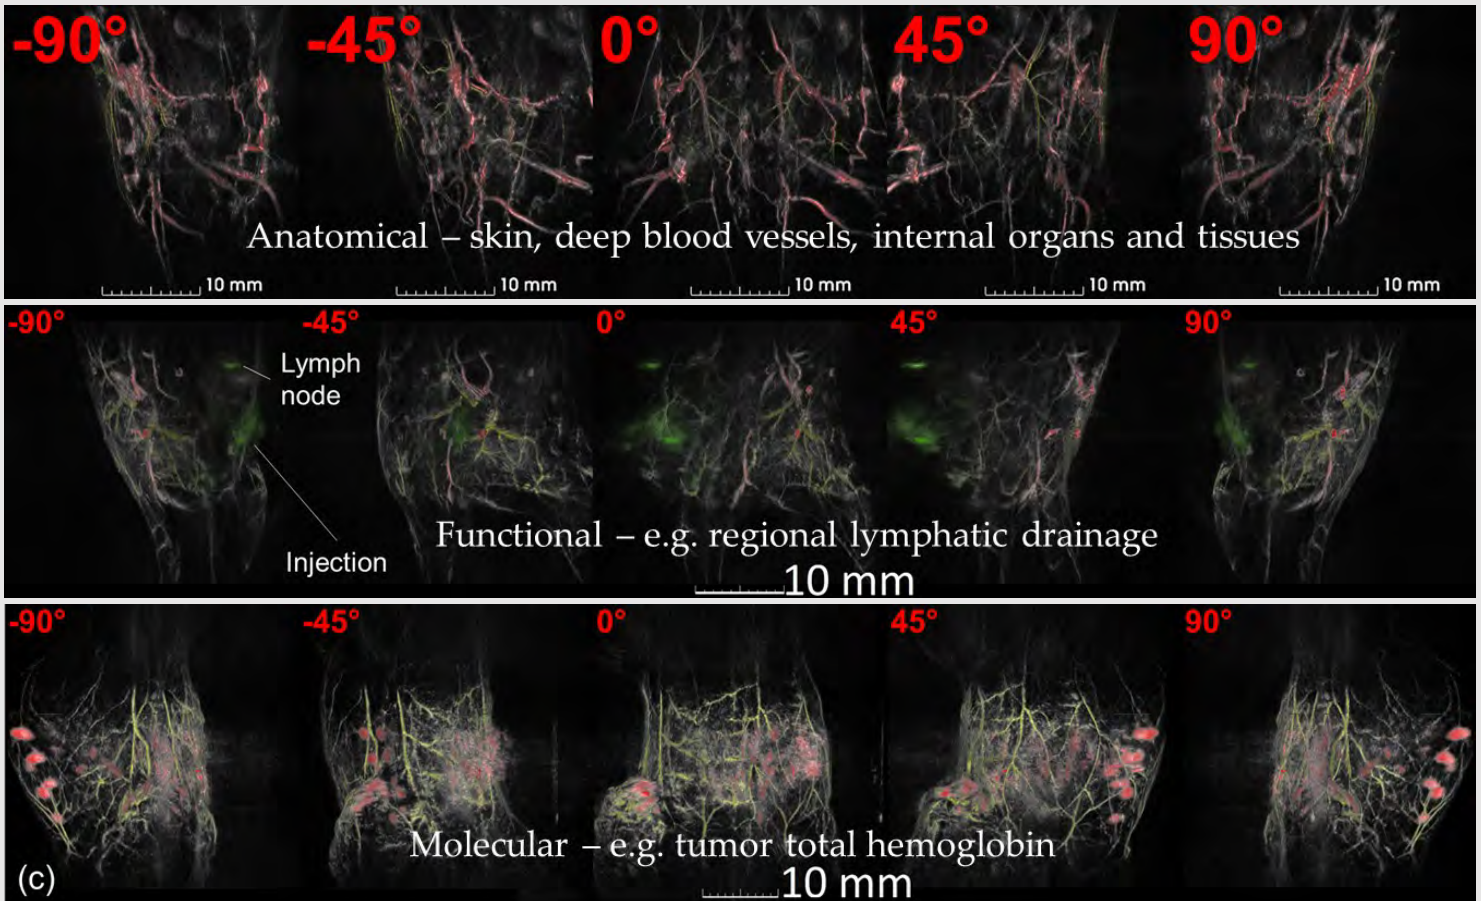 -90° -45° 0° 45° 90°
Anatomical – skin, deep blood vessels, internal organs and tissues
10 mm 10 mm 10 mm 10 mm 10 mm
-90° -45° 0° 45° 90°
Lymph
node
Functional – e.g. regional lymphatic drainage
Injection
10 mm
-90° -45° 0° 45° 90°
Molecular – e.g. tumor total hemoglobin
(c)
10 mm